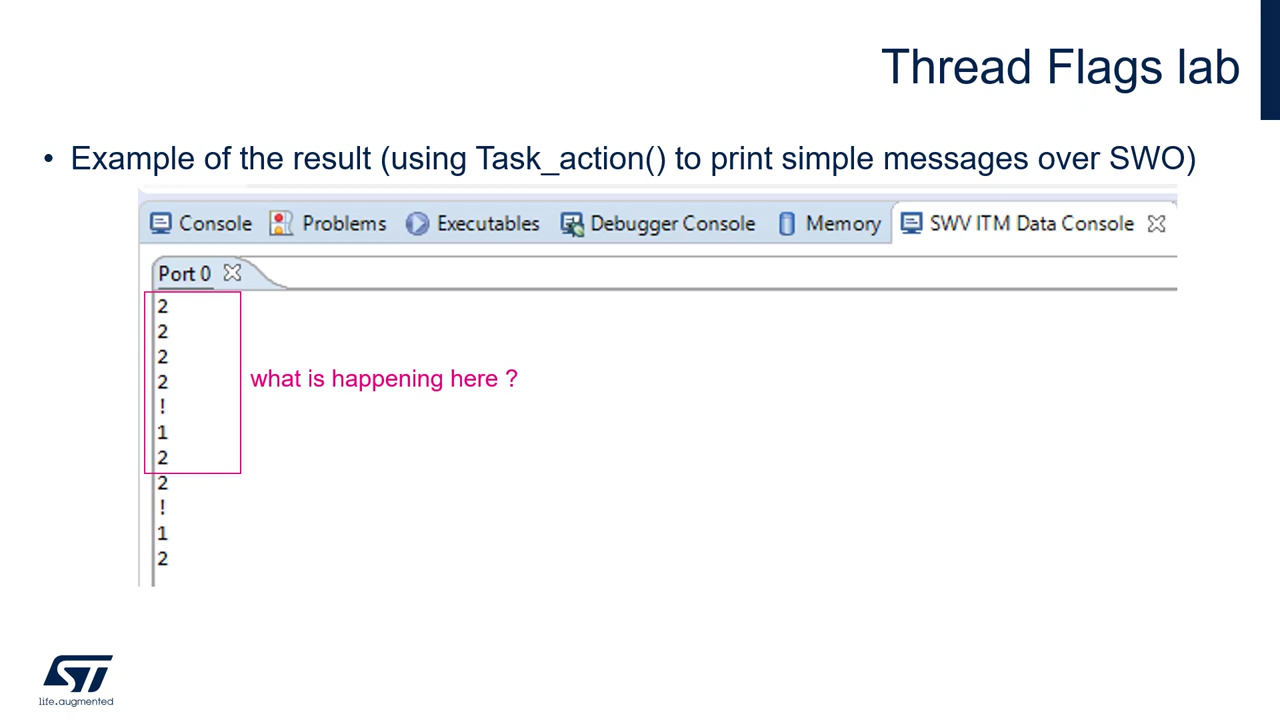 Thread Flags lab
• Example of the result (using Task_action() to print simple messages over SWO)
Console Problems Executables Debugger Console Memory SWV ITM Data Console
Port 0
2
2
2
2
what is happening here ?
!
1
2
2
!
1
2
ST
life.augmented